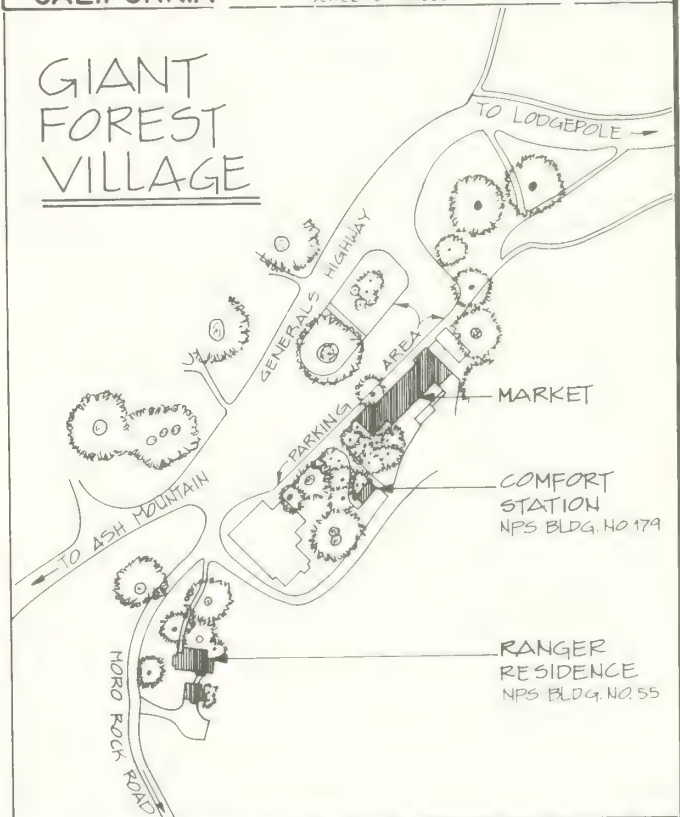 CALIFORNIA
GIANT
FOREST
VILLAGE
TO LODGEPOLE
GENERALS HIGHWAY
PARKING AREA
MARKET
COMFORT
STATION
NPS BLDG. NO 179
TO ASH MOUNTAIN
RANGER
RESIDENCE
NPS BLDG. NO. 55
MORO ROCK ROAD